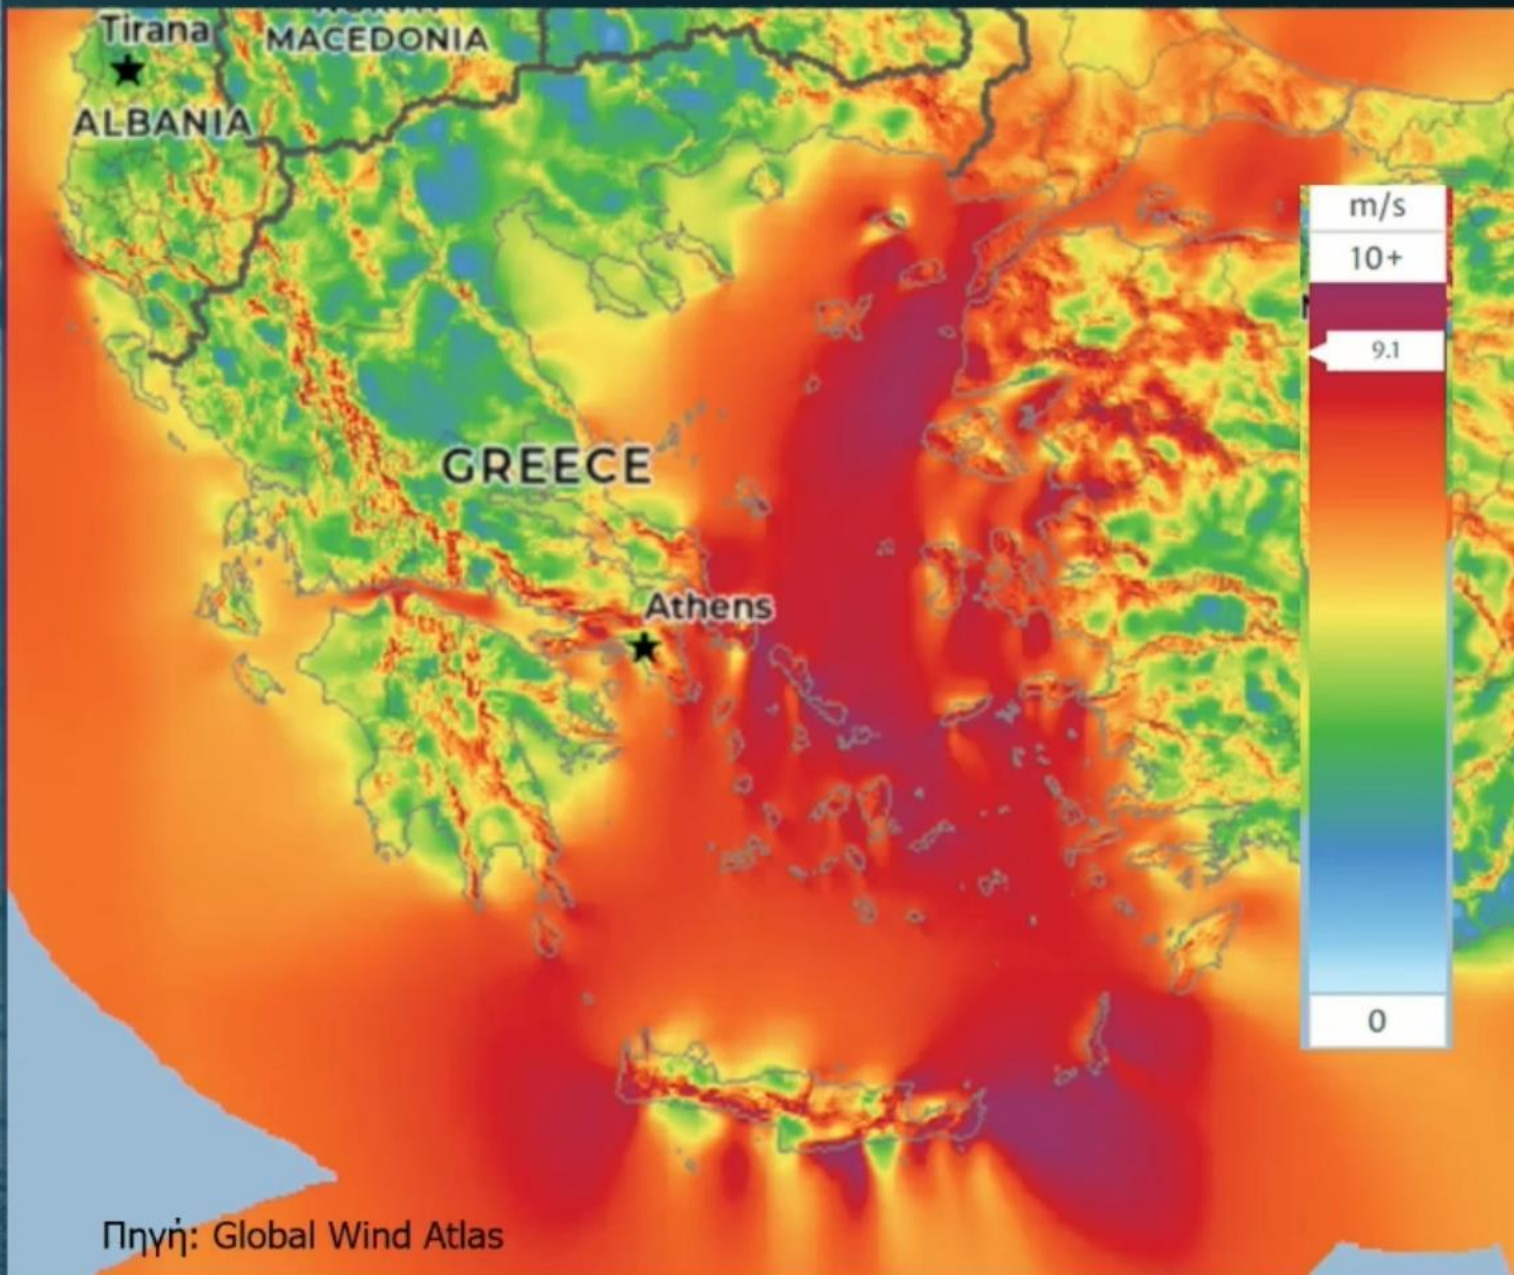 Tirana
MACEDONIA
ALBANIA
m/s
10+
9.1
GREECE
Athens
0
Πηγή: Global Wind Atlas